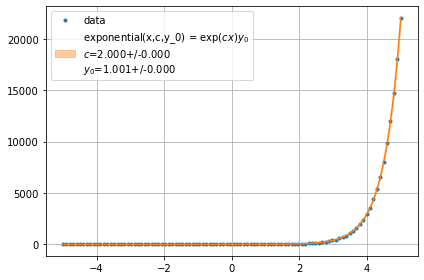 data
exponential(x,c,y_0) = exp(cx)y₀
c=2.000+/-0.000
y₀=1.001+/-0.000
20000
15000
10000
5000
0
−4 −2 0 2 4